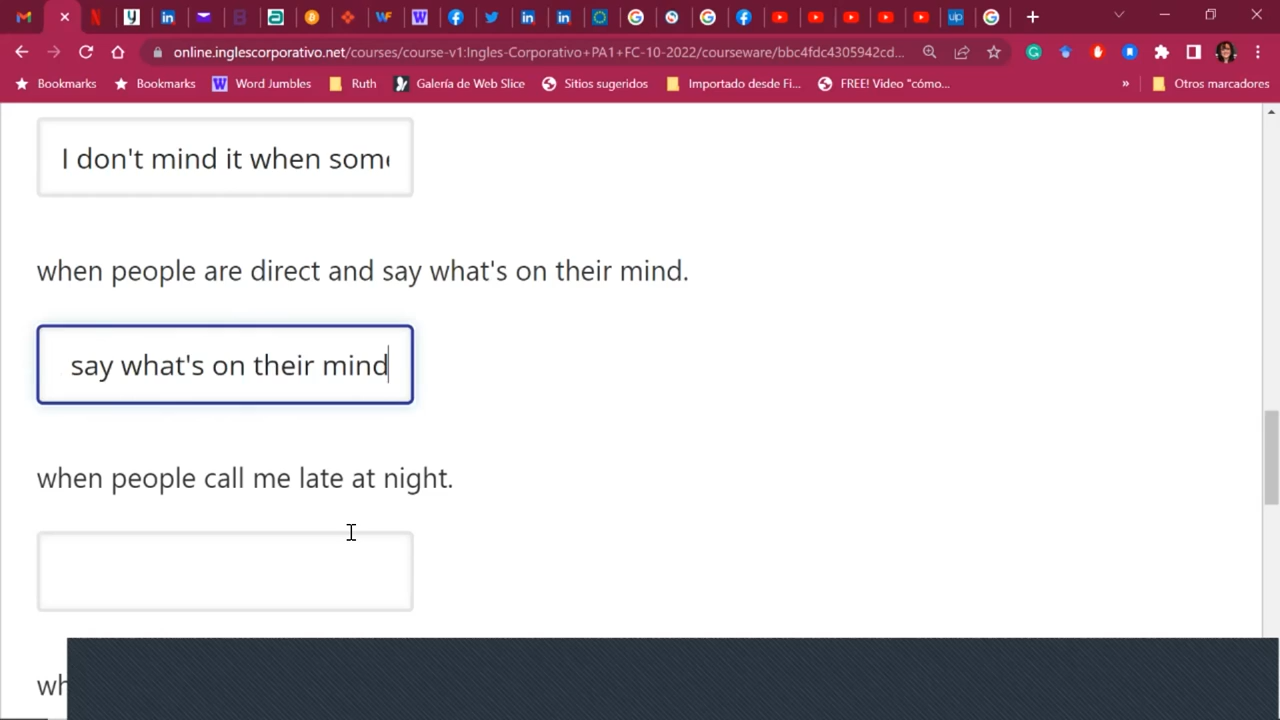 online.inglescorporativo.net/courses/course-v1:Ingles-Corporativo+PA1+FC-10-2022/courseware/bbc4fdc4305942cd...
Bookmarks Bookmarks Word Jumbles Ruth Galería de Web Slice Sitios sugeridos Importado desde Fi... FREE! Video "cómo... » Otros marcadores
I don't mind it when some
when people are direct and say what's on their mind.
say what's on their mind
when people call me late at night.
wh